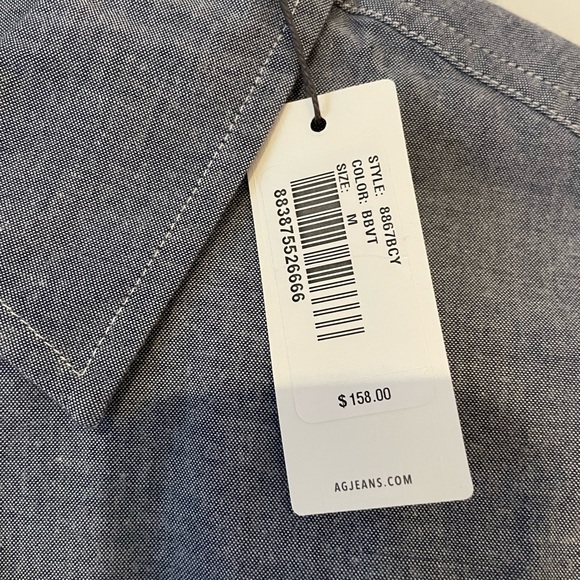 STYLE: 8867BCY
COLOR: BBVT
SIZE: M
883875526666
$158.00
AGJEANS.COM